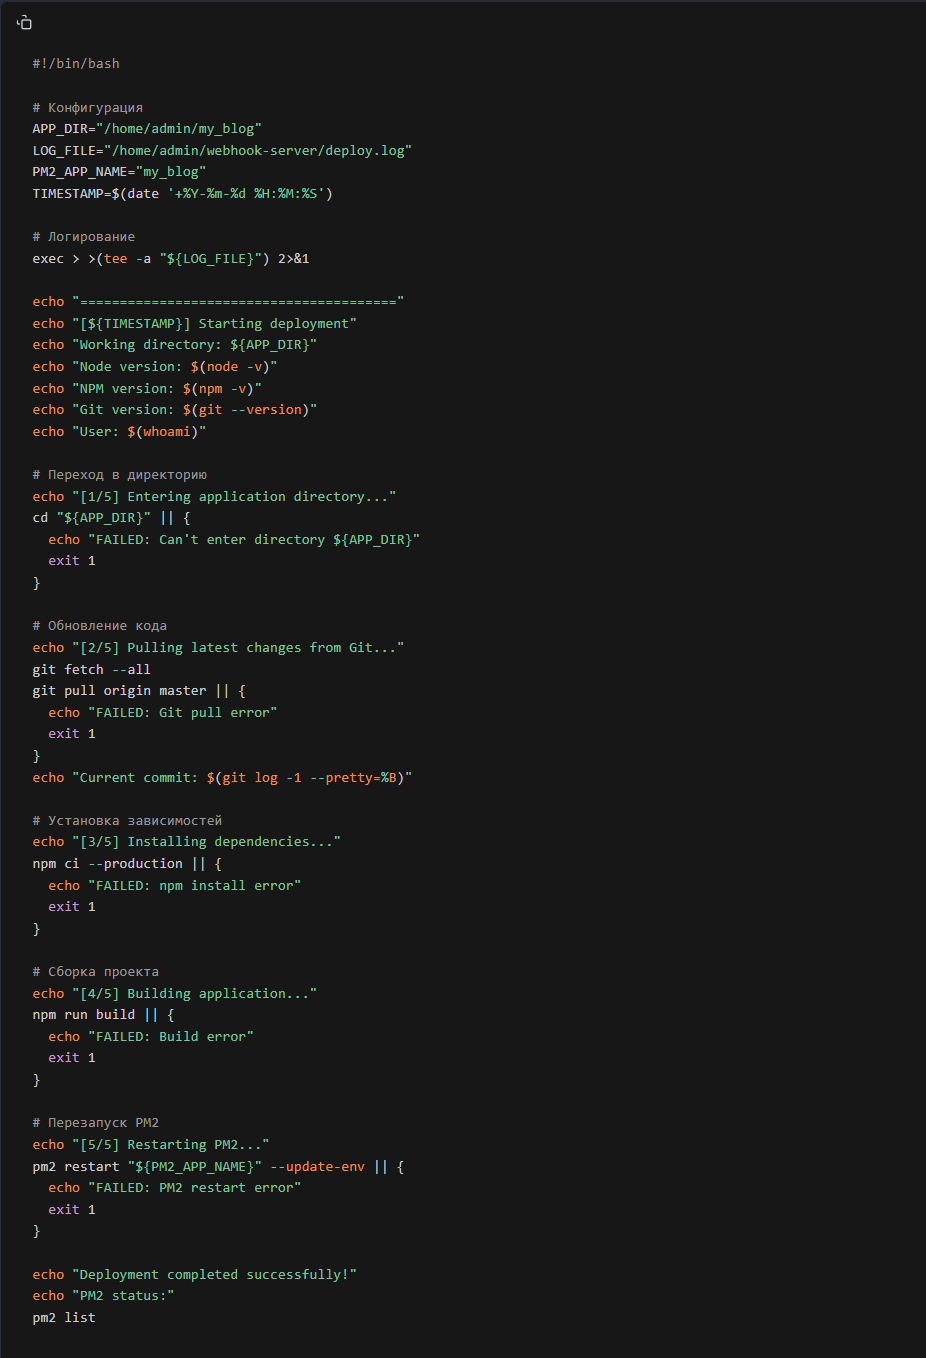 #!/bin/bash
# Конфигурация
APP_DIR="/home/admin/my_blog"
LOG_FILE="/home/admin/webhook-server/deploy.log"
PM2_APP_NAME="my_blog"
TIMESTAMP=$(date '+%Y-%m-%d %H:%M:%S')
# Логирование
exec > >(tee -a "${LOG_FILE}") 2>&1
echo "========================================"
echo "[${TIMESTAMP}] Starting deployment"
echo "Working directory: ${APP_DIR}"
echo "Node version: $(node -v)"
echo "NPM version: $(npm -v)"
echo "Git version: $(git --version)"
echo "User: $(whoami)"
# Переход в директорию
echo "[1/5] Entering application directory..."
cd "${APP_DIR}" || {
  echo "FAILED: Can't enter directory ${APP_DIR}"
  exit 1
}
# Обновление кода
echo "[2/5] Pulling latest changes from Git..."
git fetch --all
git pull origin master || {
  echo "FAILED: Git pull error"
  exit 1
}
echo "Current commit: $(git log -1 --pretty=%B)"
# Установка зависимостей
echo "[3/5] Installing dependencies..."
npm ci --production || {
  echo "FAILED: npm install error"
  exit 1
}
# Сборка проекта
echo "[4/5] Building application..."
npm run build || {
  echo "FAILED: Build error"
  exit 1
}
# Перезапуск PM2
echo "[5/5] Restarting PM2..."
pm2 restart "${PM2_APP_NAME}" --update-env || {
  echo "FAILED: PM2 restart error"
  exit 1
}
echo "Deployment completed successfully!"
echo "PM2 status:"
pm2 list